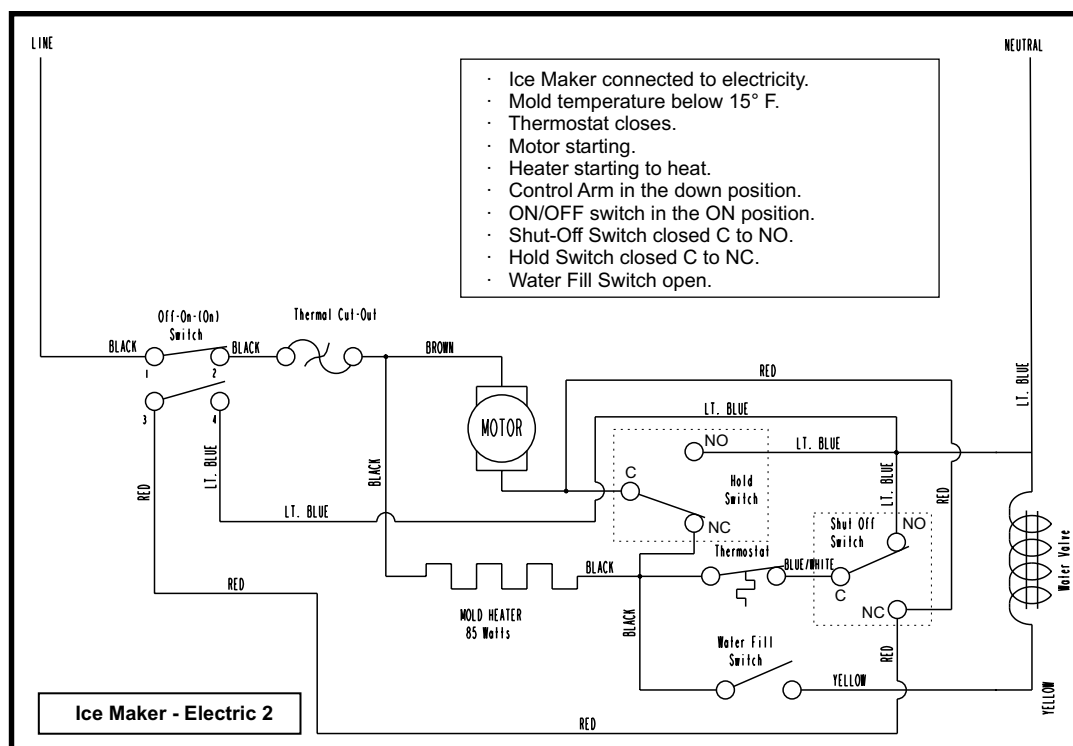 LINE
NEUTRAL
· Ice Maker connected to electricity.
· Mold temperature below 15° F.
· Thermostat closes.
· Motor starting.
· Heater starting to heat.
· Control Arm in the down position.
· ON/OFF switch in the ON position.
· Shut-Off Switch closed C to NO.
· Hold Switch closed C to NC.
· Water Fill Switch open.
Off-On-(On)
Switch
Thermal Cut-Out
BLACK
BLACK
BROWN
1
2
3
4
RED
LT. BLUE
LT. BLUE
MOTOR
NO
LT. BLUE
LT. BLUE
BLACK
RED
LT. BLUE
C
Hold
Switch
LT. BLUE
RED
LT. BLUE
NC
Shut Off
Switch
NO
Thermostat
BLACK
BLUE/WHITE
C
NC
Water Valve
RED
MOLD HEATER
85 Watts
BLACK
Water Fill
Switch
RED
YELLOW
YELLOW
Ice Maker - Electric 2
RED